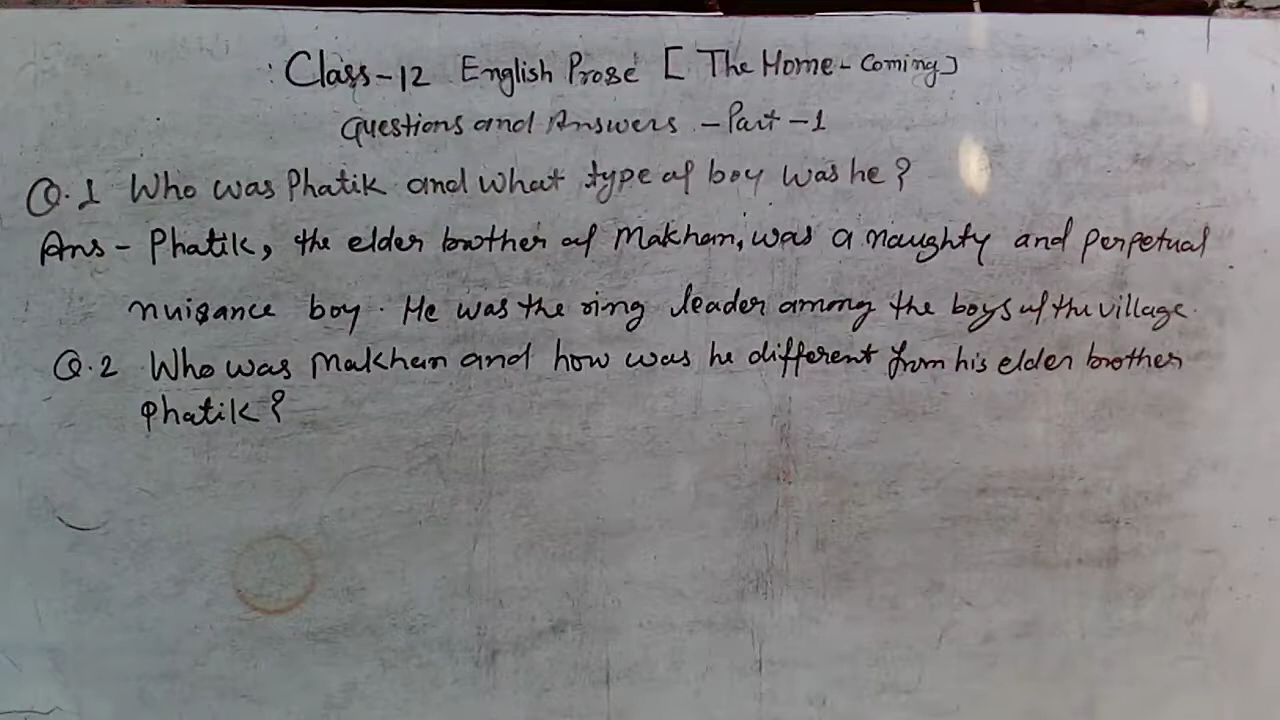 : Class-12 English Prose [ The Home-Coming]
Questions and Answers - Part-1
Q.1 Who was Phatik and what type of boy was he?
Ans - Phatik, the elder brother of Makhan, was a naughty and perpetual
nuisance boy. He was the ring leader among the boys of the village.
Q.2 Who was Makhan and how was he different from his elder brother
Phatik?